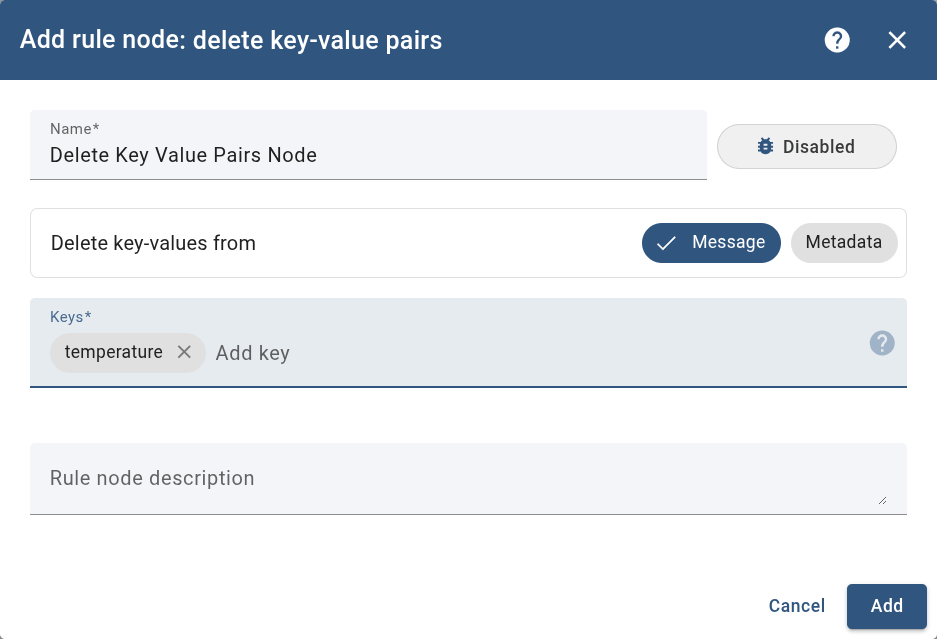 Add rule node: delete key-value pairs
?
Name*
Delete Key Value Pairs Node
Disabled
Delete key-values from
Message
Metadata
Keys*
temperature
Add key
?
Rule node description
Cancel
Add